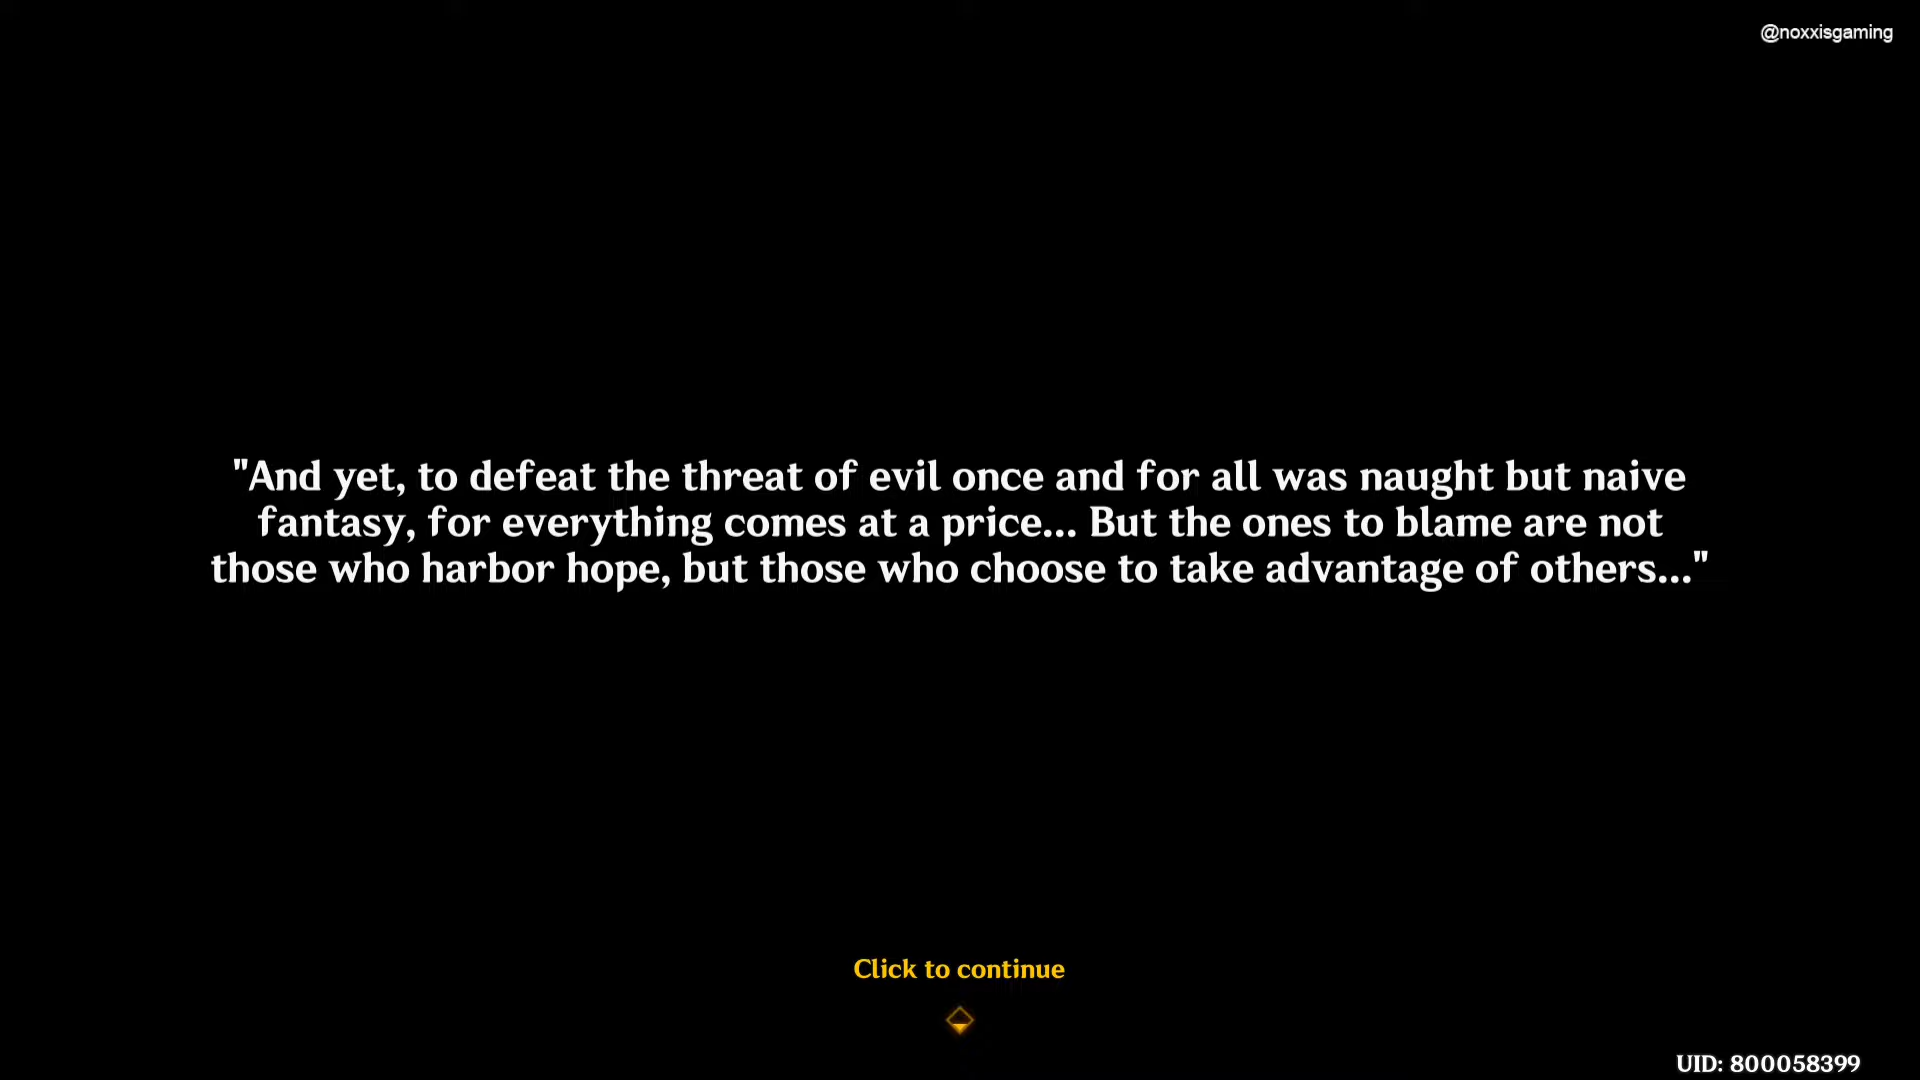 @noxxisgaming
"And yet, to defeat the threat of evil once and for all was naught but naive
fantasy, for everything comes at a price... But the ones to blame are not
those who harbor hope, but those who choose to take advantage of others..."
Click to continue
UID: 800058399